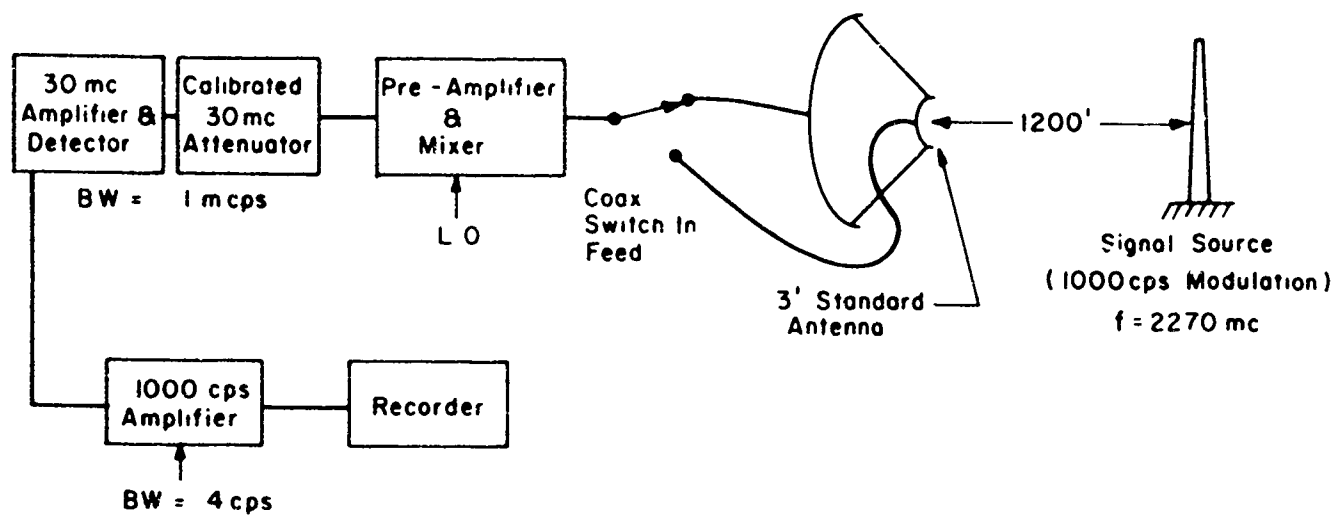 30 mc
Amplifier &
Detector
Calibrated
30 mc
Attenuator
Pre - Amplifier
&
Mixer
BW = 1 m cps
L O
Coax
Switch In
Feed
1200'
3' Standard
Antenna
Signal Source
(1000 cps Modulation)
f = 2270 mc
1000 cps
Amplifier
Recorder
BW = 4 cps